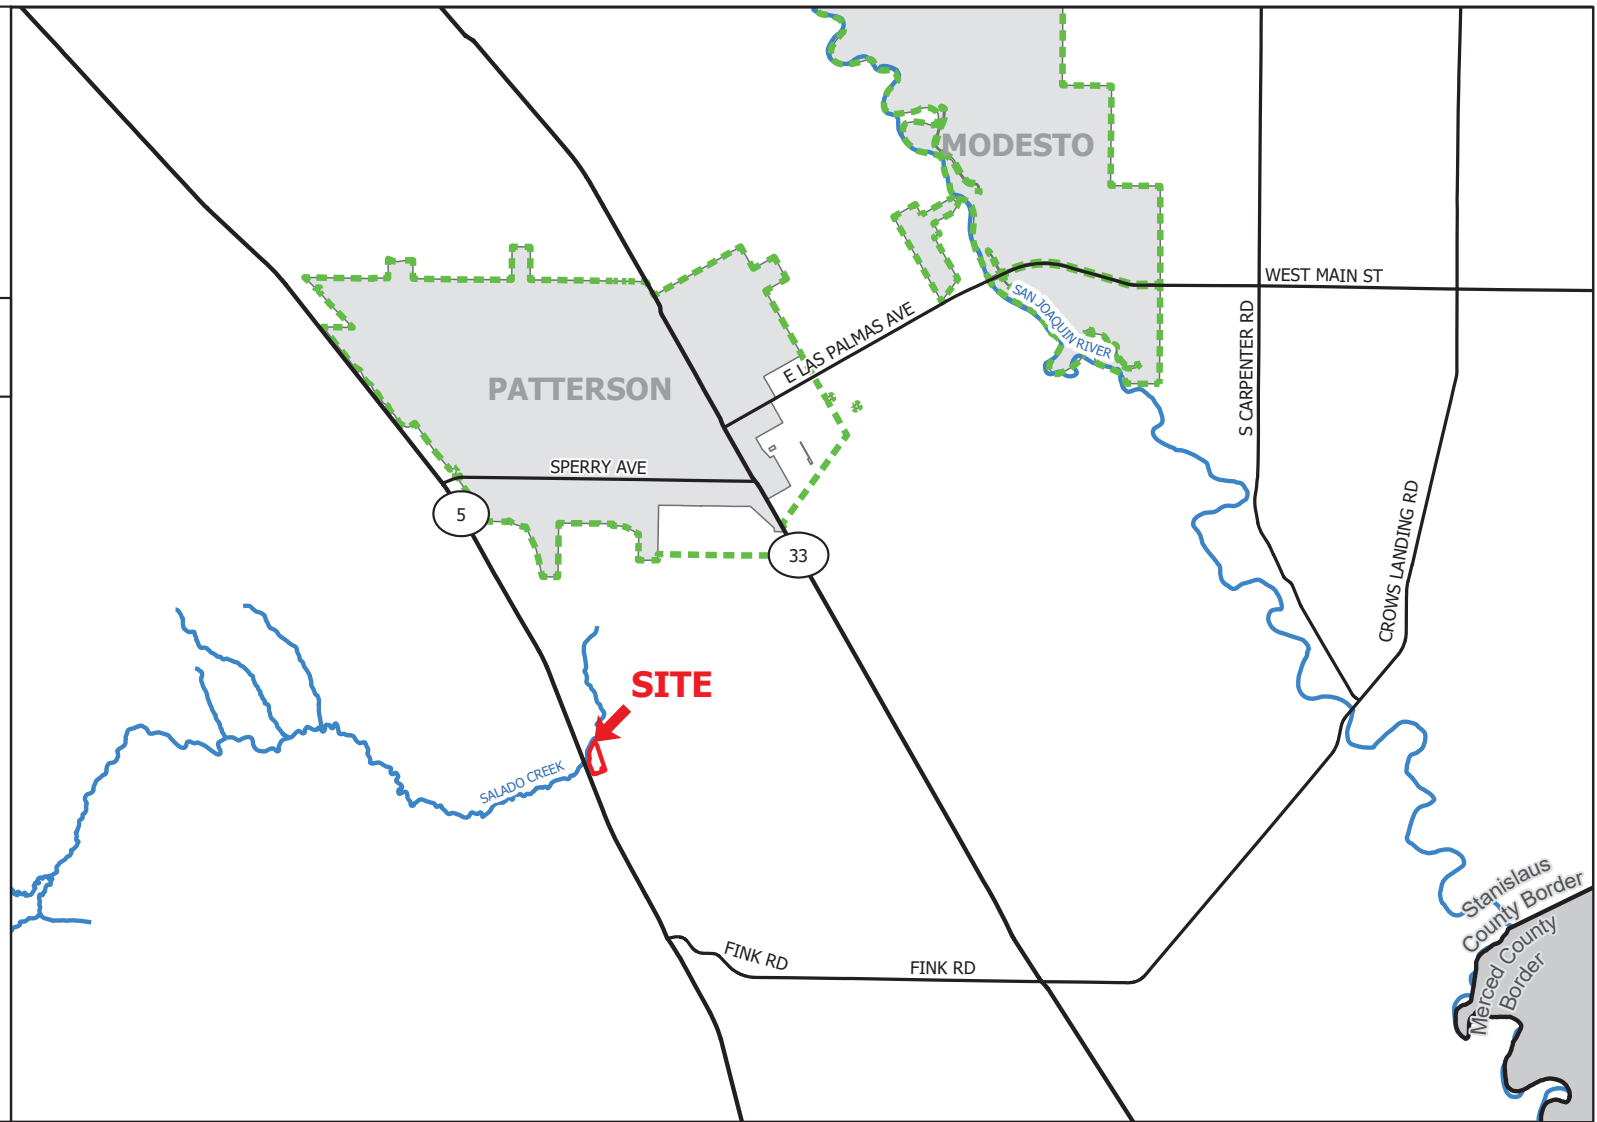 MODESTO
WEST MAIN ST
SAN JOAQUIN RIVER
E LAS PALMAS AVE
S CARPENTER RD
PATTERSON
SPERRY AVE
5
33
CROWS LANDING RD
SITE
SALADO CREEK
FINK RD
FINK RD
Stanislaus
County Border
Merced County
Border